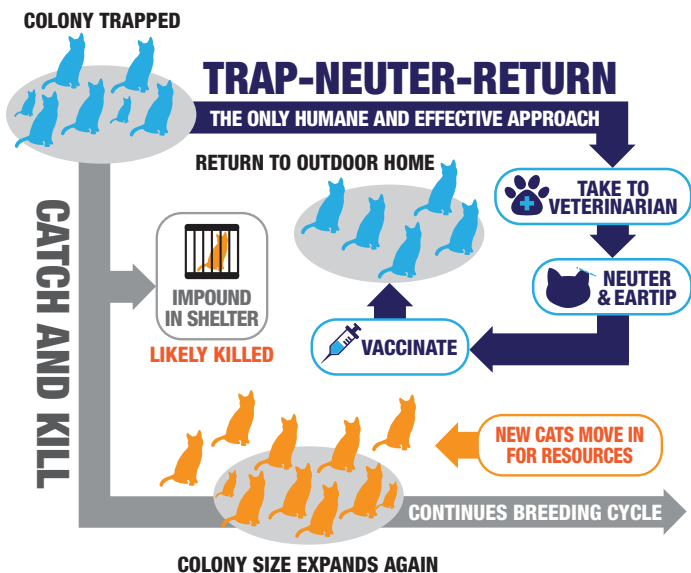 COLONY TRAPPED
TRAP-NEUTER-RETURN
THE ONLY HUMANE AND EFFECTIVE APPROACH
RETURN TO OUTDOOR HOME
TAKE TO
VETERINARIAN
NEUTER
& EARTIP
VACCINATE
CATCH AND KILL
IMPOUND
IN SHELTER
LIKELY KILLED
NEW CATS MOVE IN
FOR RESOURCES
CONTINUES BREEDING CYCLE
COLONY SIZE EXPANDS AGAIN